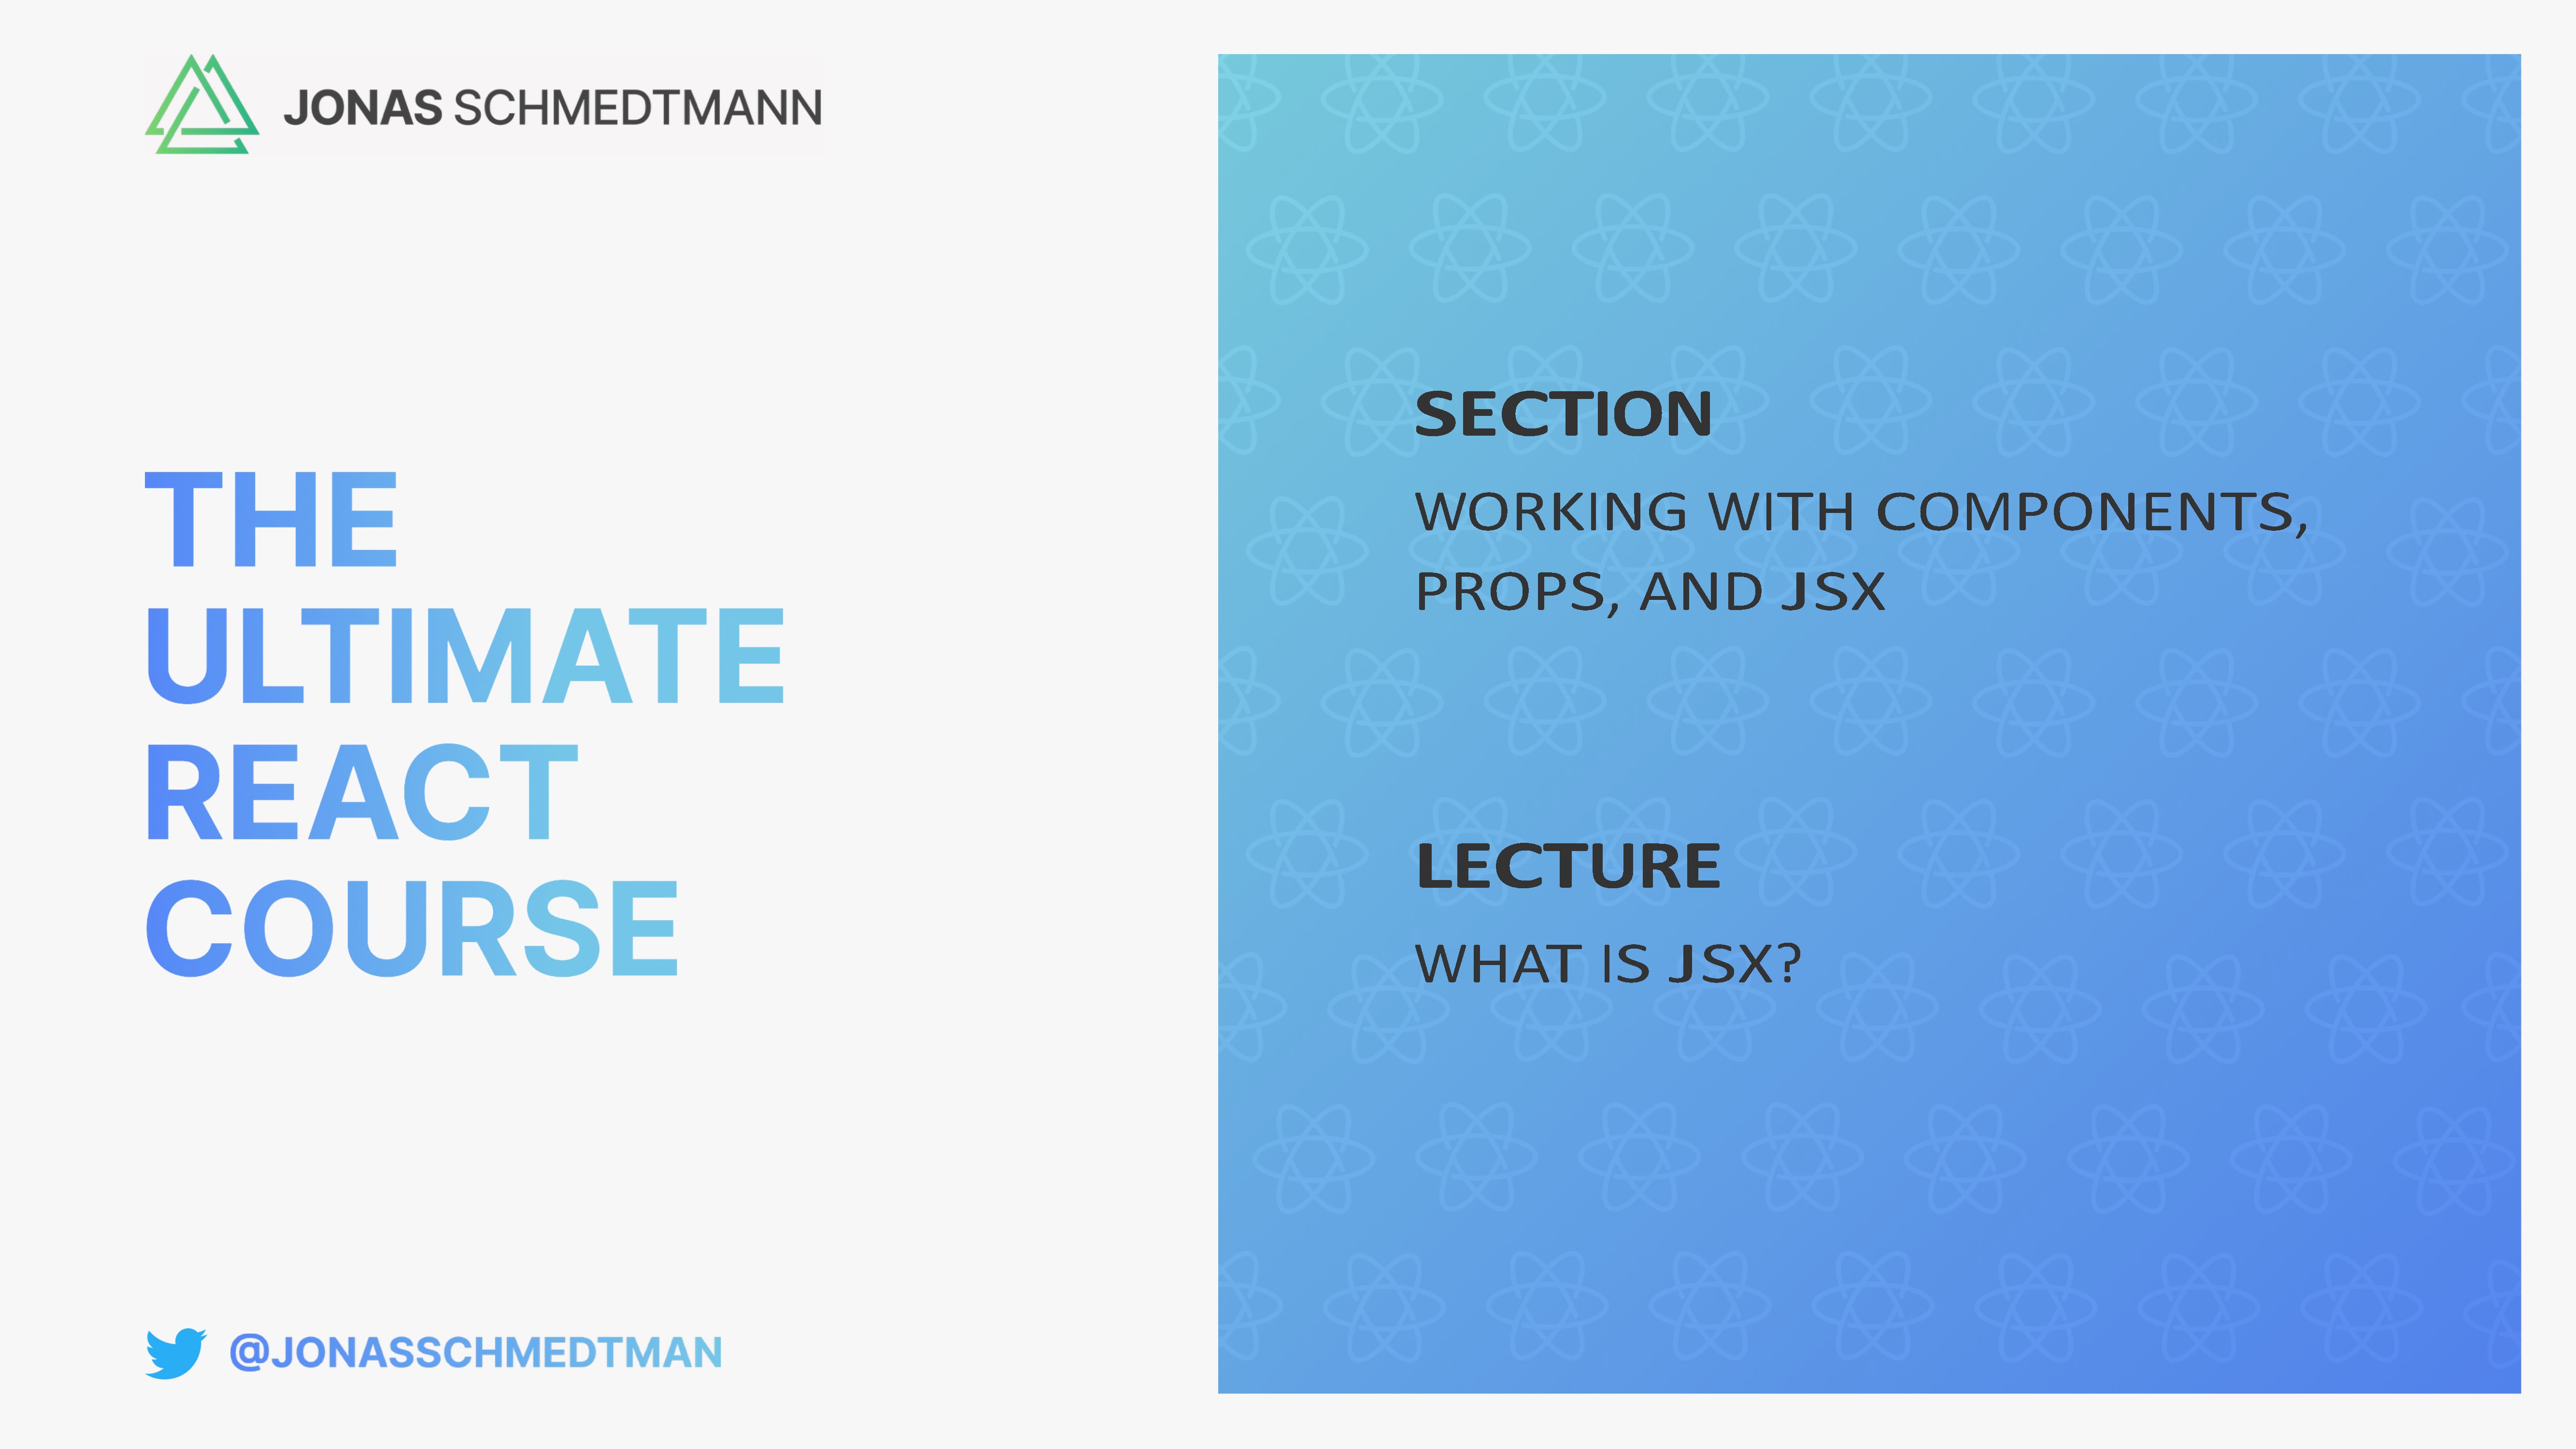 JONAS SCHMEDTMANN
THE
ULTIMATE
REACT
COURSE
@JONASSCHMEDTMAN
SECTION
WORKING WITH COMPONENTS,
PROPS, AND JSX
LECTURE
WHAT IS JSX?